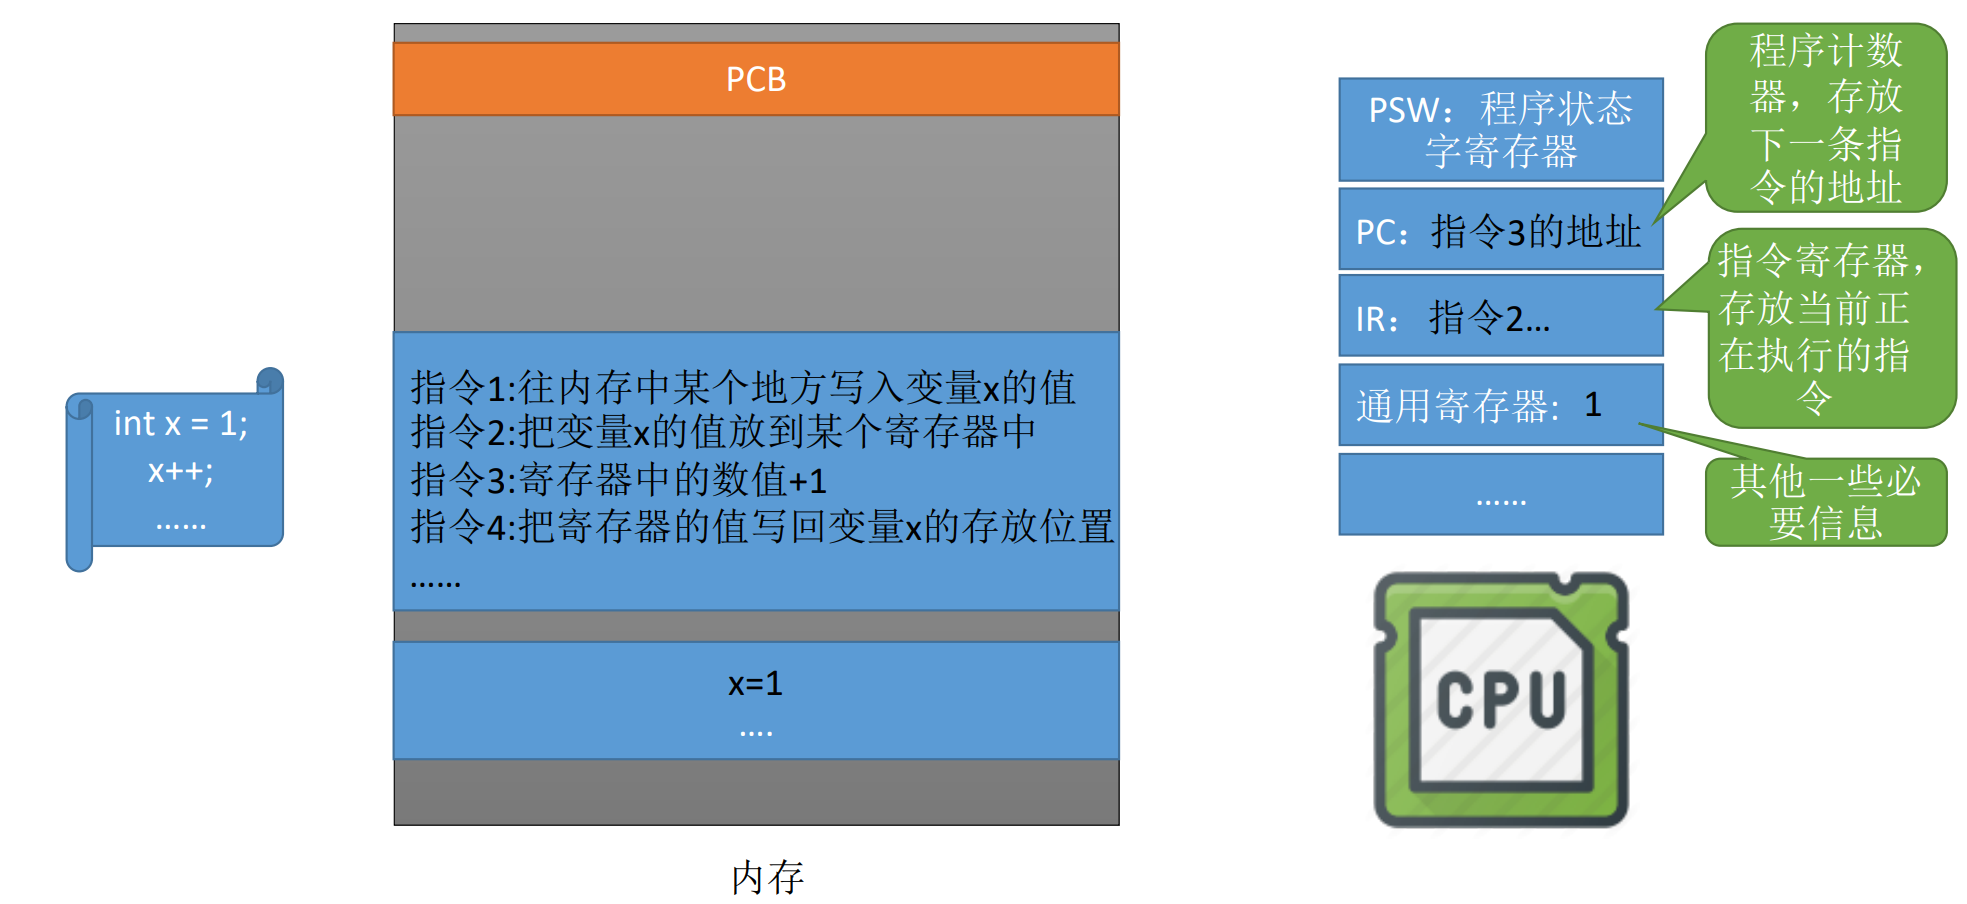 int x = 1;
x++;
……
PCB
指令1:往内存中某个地方写入变量x的值
指令2:把变量x的值放到某个寄存器中
指令3:寄存器中的数值+1
指令4:把寄存器的值写回变量x的存放位置
……
x=1
….
内存
PSW：程序状态
字寄存器
PC：指令3的地址
IR： 指令2…
通用寄存器: 1
……
程序计数
器，存放
下一条指
令的地址
指令寄存器，
存放当前正
在执行的指
令
其他一些必
要信息
CPU